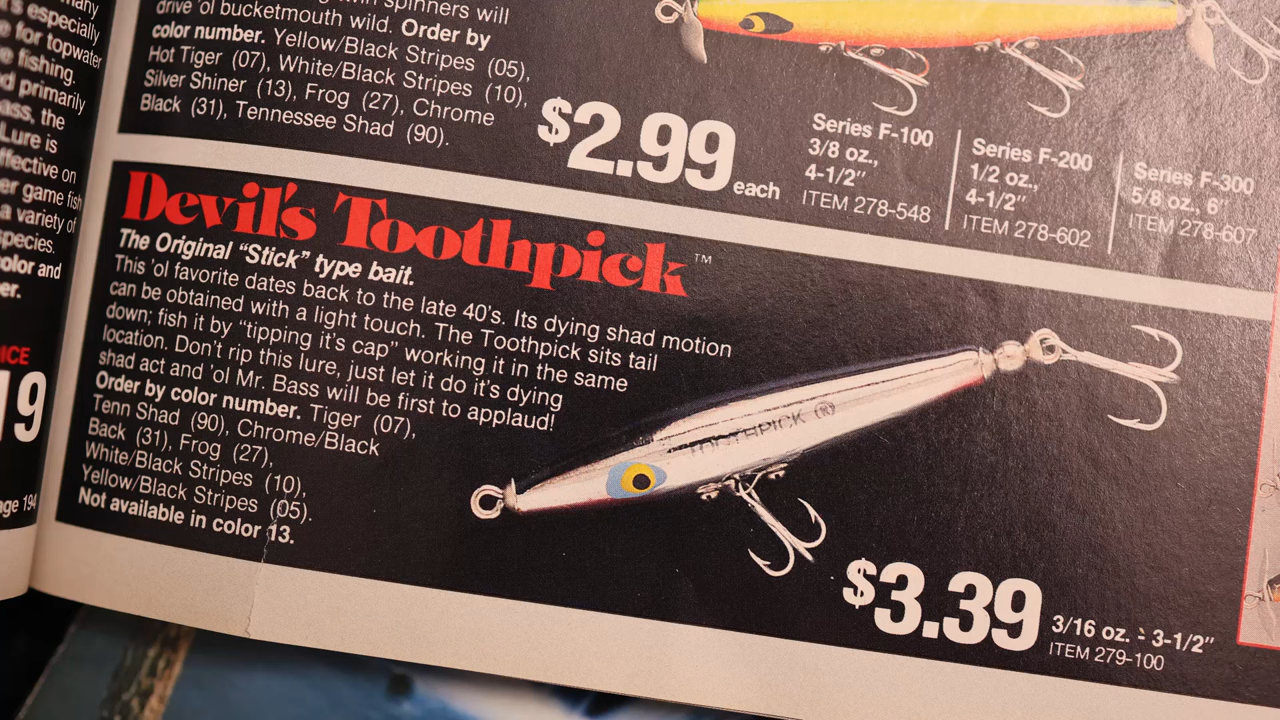 many
's especially
e for topwater
e fishing.
d primarily
ass, the
Lure is
ffective on
er game fish
a variety of
species.
olor and
er.
ICE
19
age 194
drive 'ol bucketmouth wild. Order by
color number. Yellow/Black Stripes (05),
Hot Tiger (07), White/Black Stripes (10),
Silver Shiner (13), Frog (27), Chrome
Black (31), Tennessee Shad (90).
$2.99 each
Series F-100
3/8 oz.,
4-1/2"
ITEM 278-548
Series F-200
1/2 oz.,
4-1/2"
ITEM 278-602
Series F-300
5/8 oz., 6"
ITEM 278-607
Devil's Toothpick™
The Original "Stick" type bait.
This 'ol favorite dates back to the late 40's. Its dying shad motion
can be obtained with a light touch. The Toothpick sits tail
down; fish it by "tipping it's cap" working it in the same
location. Don't rip this lure, just let it do it's dying
shad act and 'ol Mr. Bass will be first to applaud!
Order by color number. Tiger (07),
Tenn Shad (90), Chrome/Black
Back (31), Frog (27),
White/Black Stripes (10),
Yellow/Black Stripes (05).
Not available in color 13.
TOOTHPICK ®
$3.39
3/16 oz. - 3-1/2"
ITEM 279-100